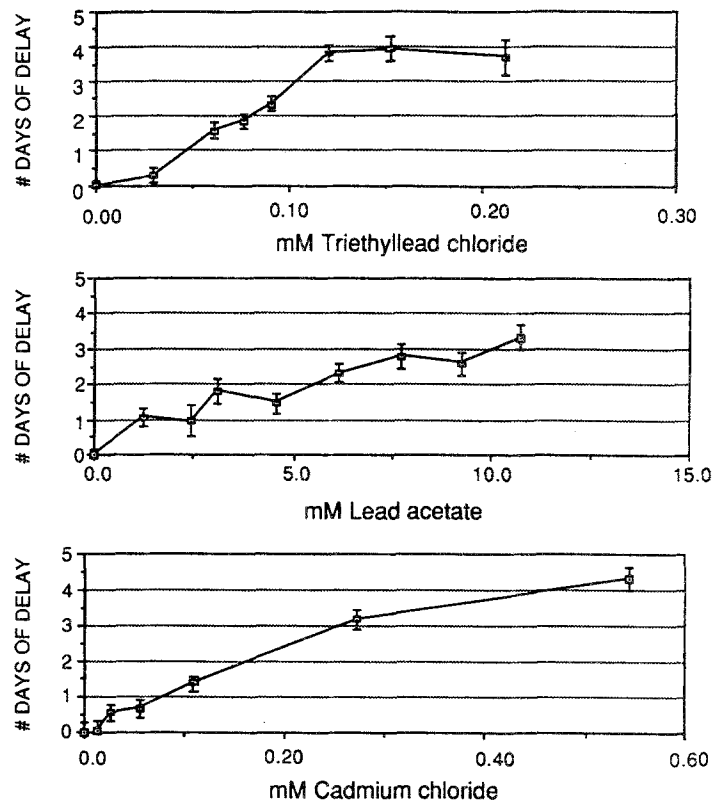 # DAYS OF DELAY
5
4
3
2
1
0
0.00 0.10 0.20 0.30
mM Triethyllead chloride
# DAYS OF DELAY
5
4
3
2
1
0
0.0 5.0 10.0 15.0
mM Lead acetate
# DAYS OF DELAY
5
4
3
2
1
0
0.0 0.20 0.40 0.60
mM Cadmium chloride